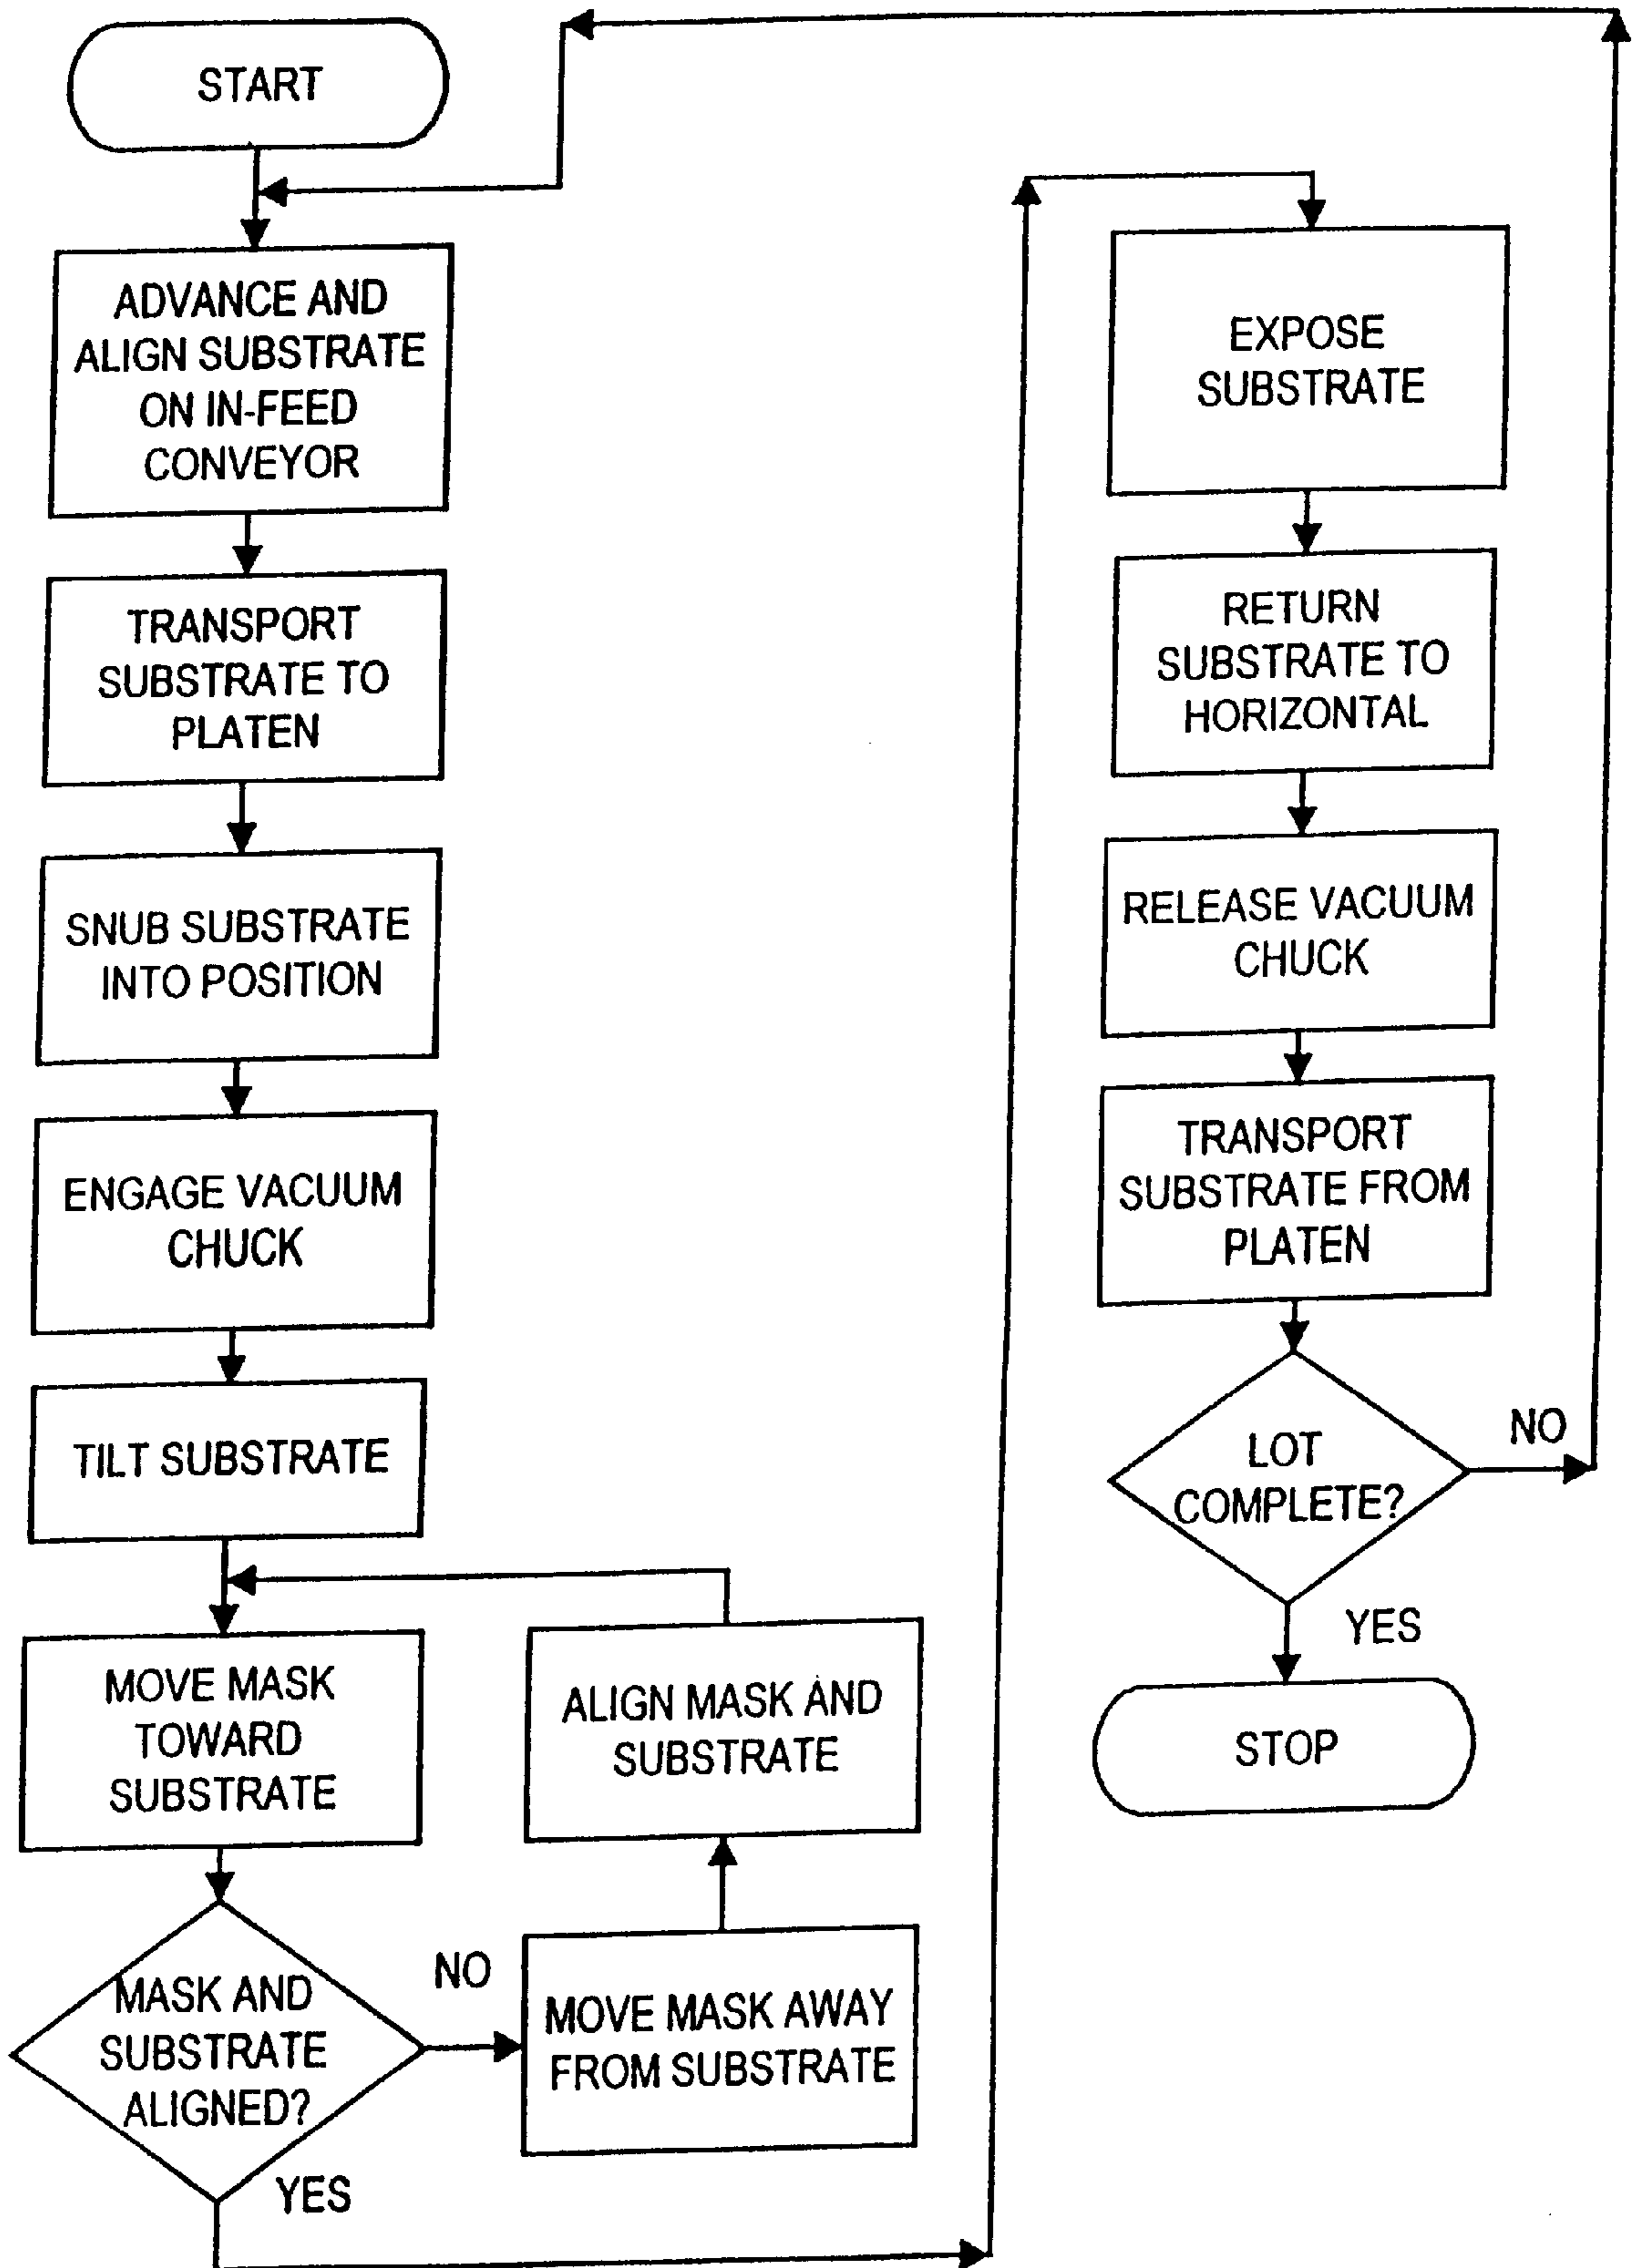 START
ADVANCE AND
ALIGN SUBSTRATE
ON IN-FEED
CONVEYOR
TRANSPORT
SUBSTRATE TO
PLATEN
SNUB SUBSTRATE
INTO POSITION
ENGAGE VACUUM
CHUCK
TILT SUBSTRATE
MOVE MASK
TOWARD
SUBSTRATE
MASK AND
SUBSTRATE
ALIGNED?
NO
YES
MOVE MASK AWAY
FROM SUBSTRATE
ALIGN MASK AND
SUBSTRATE
EXPOSE
SUBSTRATE
RETURN
SUBSTRATE TO
HORIZONTAL
RELEASE VACUUM
CHUCK
TRANSPORT
SUBSTRATE FROM
PLATEN
LOT
COMPLETE?
NO
YES
STOP